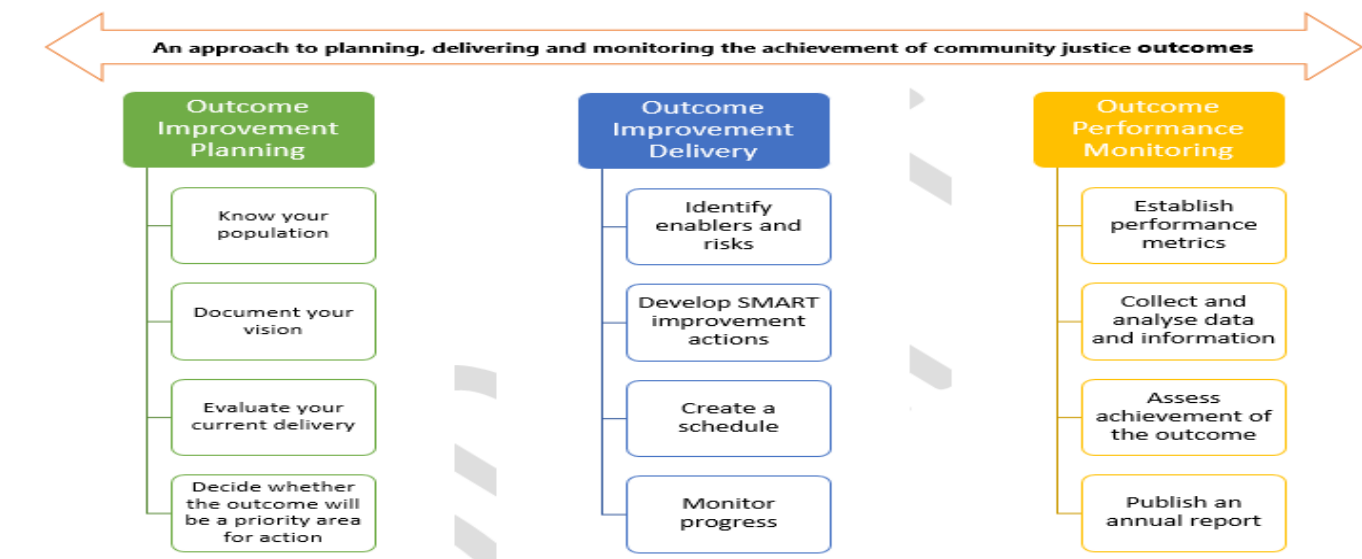 An approach to planning, delivering and monitoring the achievement of community justice outcomes
Outcome
Improvement
Planning
Know your
population
Document your
vision
Evaluate your
current delivery
Decide whether
the outcome will
be a priority area
for action
Outcome
Improvement
Delivery
Identify
enablers and
risks
Develop SMART
improvement
actions
Create a
schedule
Monitor
progress
Outcome
Performance
Monitoring
Establish
performance
metrics
Collect and
analyse data
and information
Assess
achievement of
the outcome
Publish an
annual report